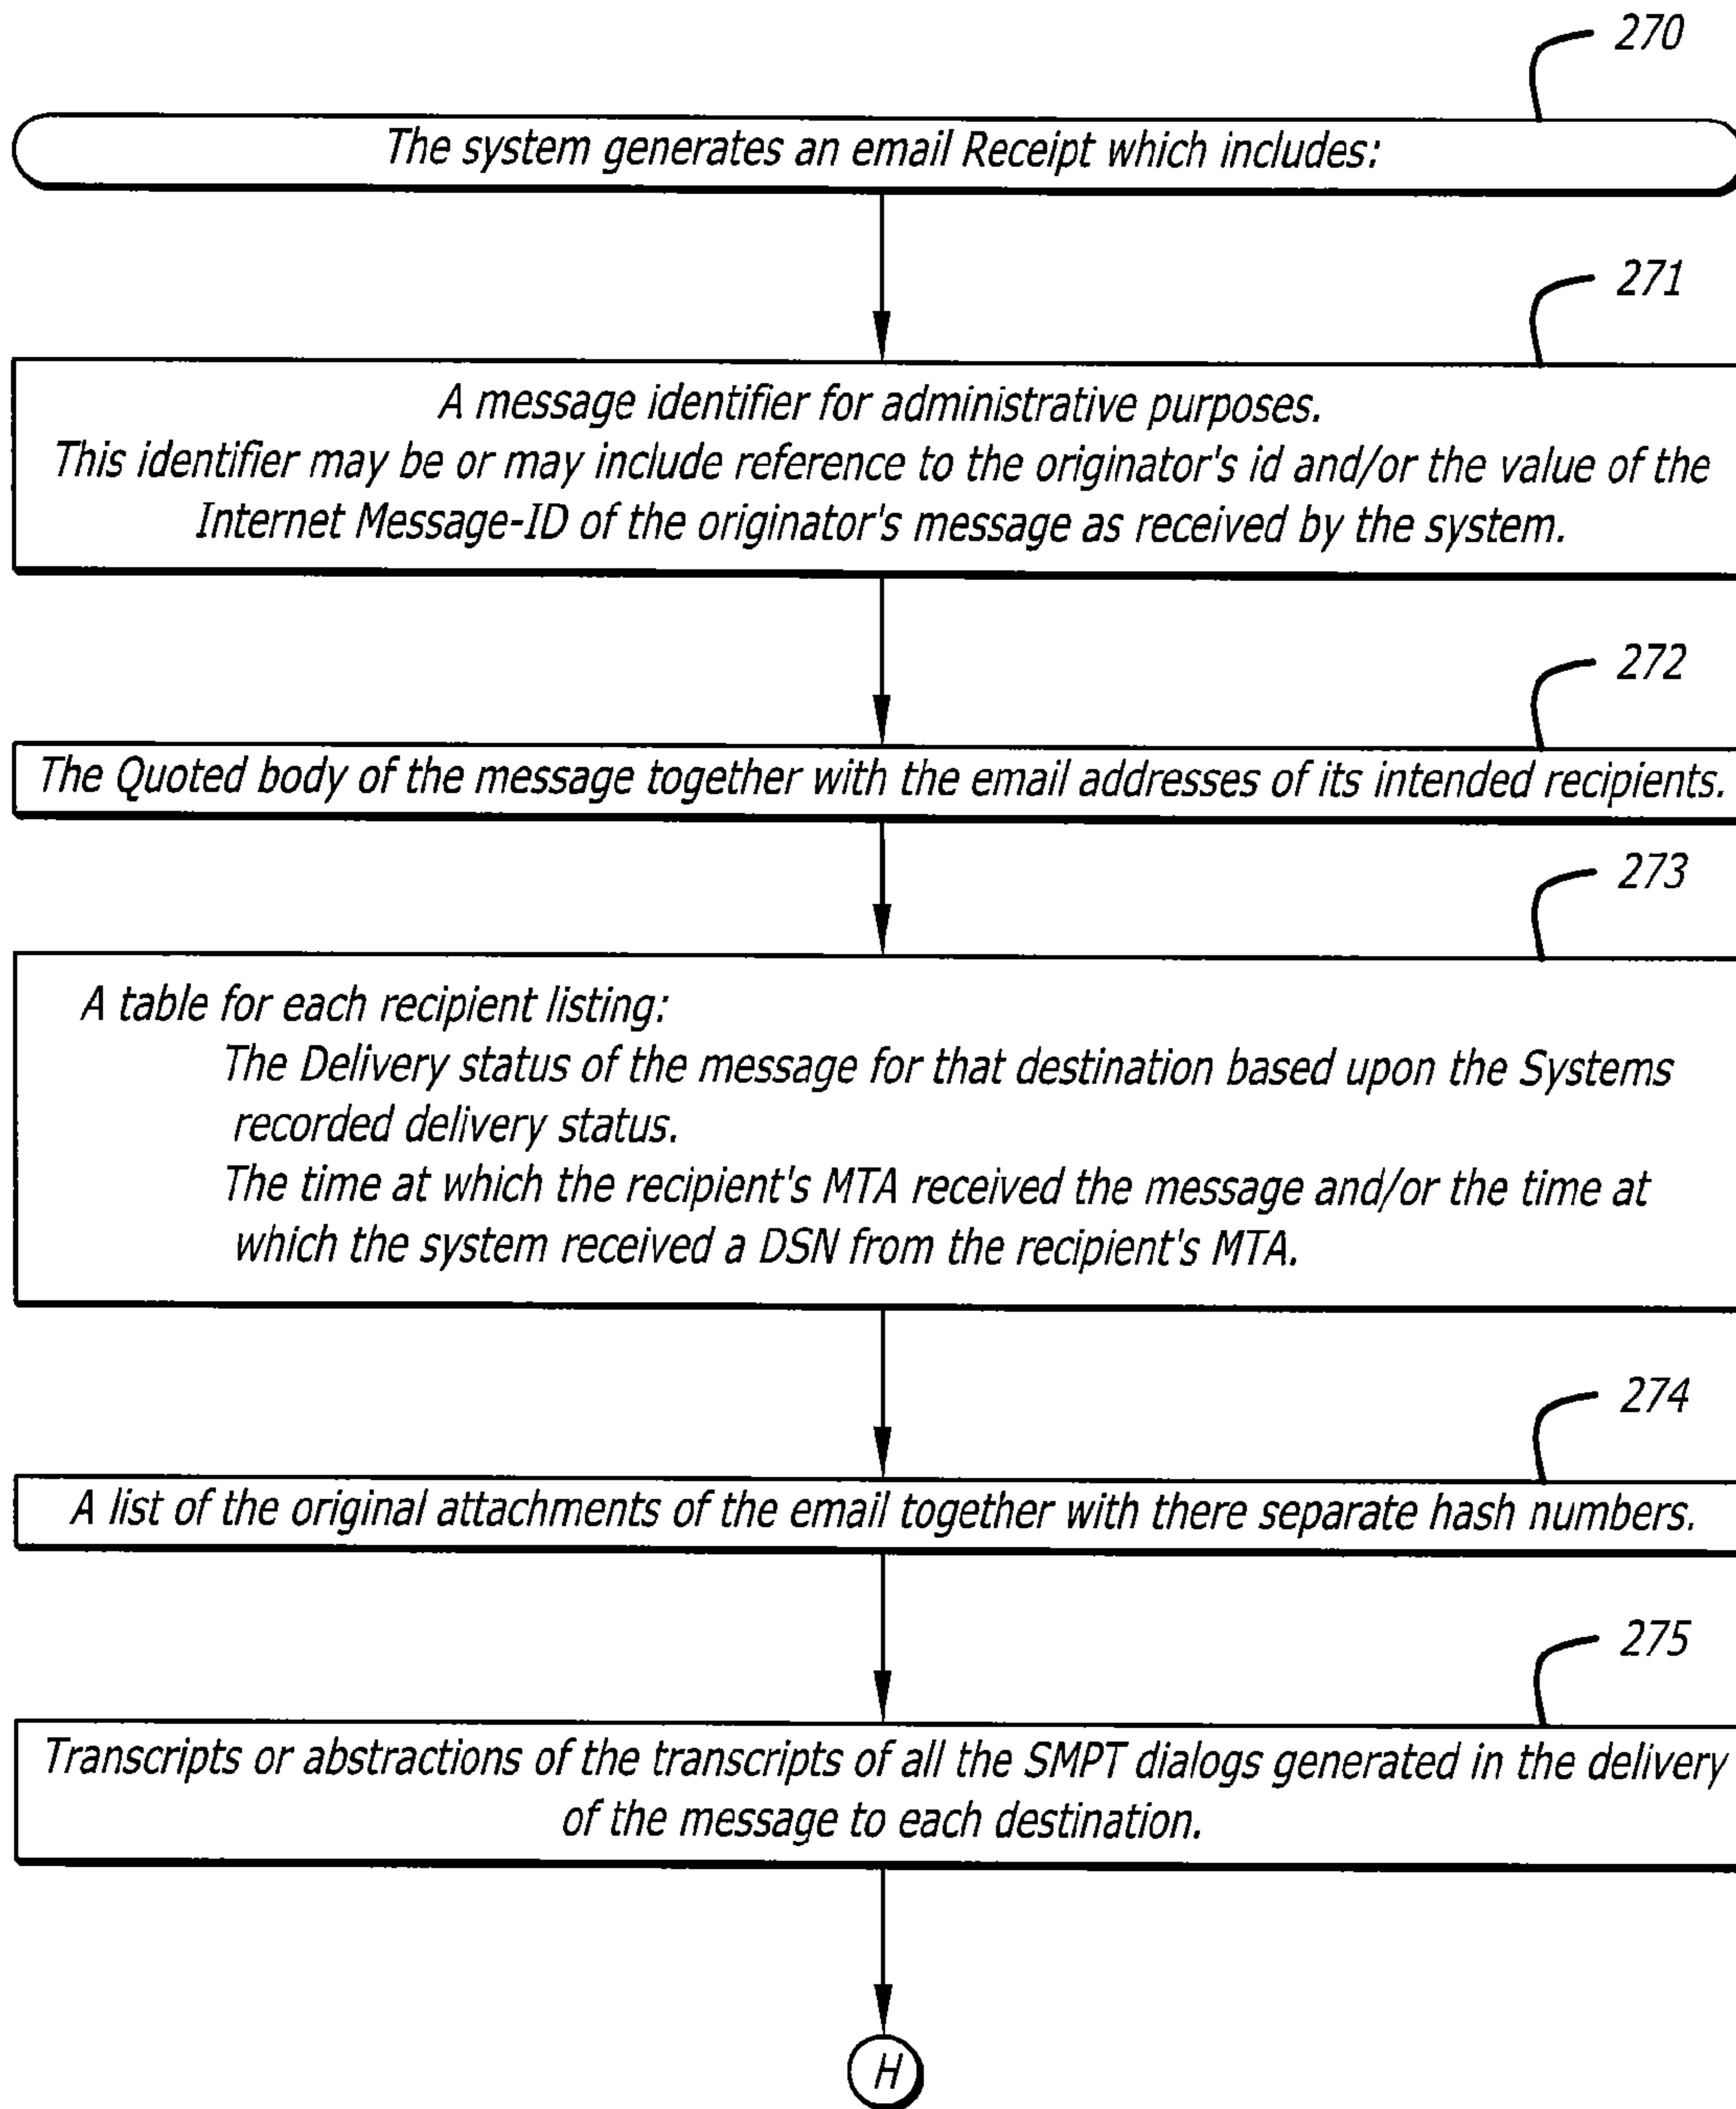 270
The system generates an email Receipt which includes:
271
A message identifier for administrative purposes.
This identifier may be or may include reference to the originator's id and/or the value of the
Internet Message-ID of the originator's message as received by the system.
272
The Quoted body of the message together with the email addresses of its intended recipients.
273
A table for each recipient listing:
The Delivery status of the message for that destination based upon the Systems
recorded delivery status.
The time at which the recipient's MTA received the message and/or the time at
which the system received a DSN from the recipient's MTA.
274
A list of the original attachments of the email together with there separate hash numbers.
275
Transcripts or abstractions of the transcripts of all the SMPT dialogs generated in the delivery
of the message to each destination.
H